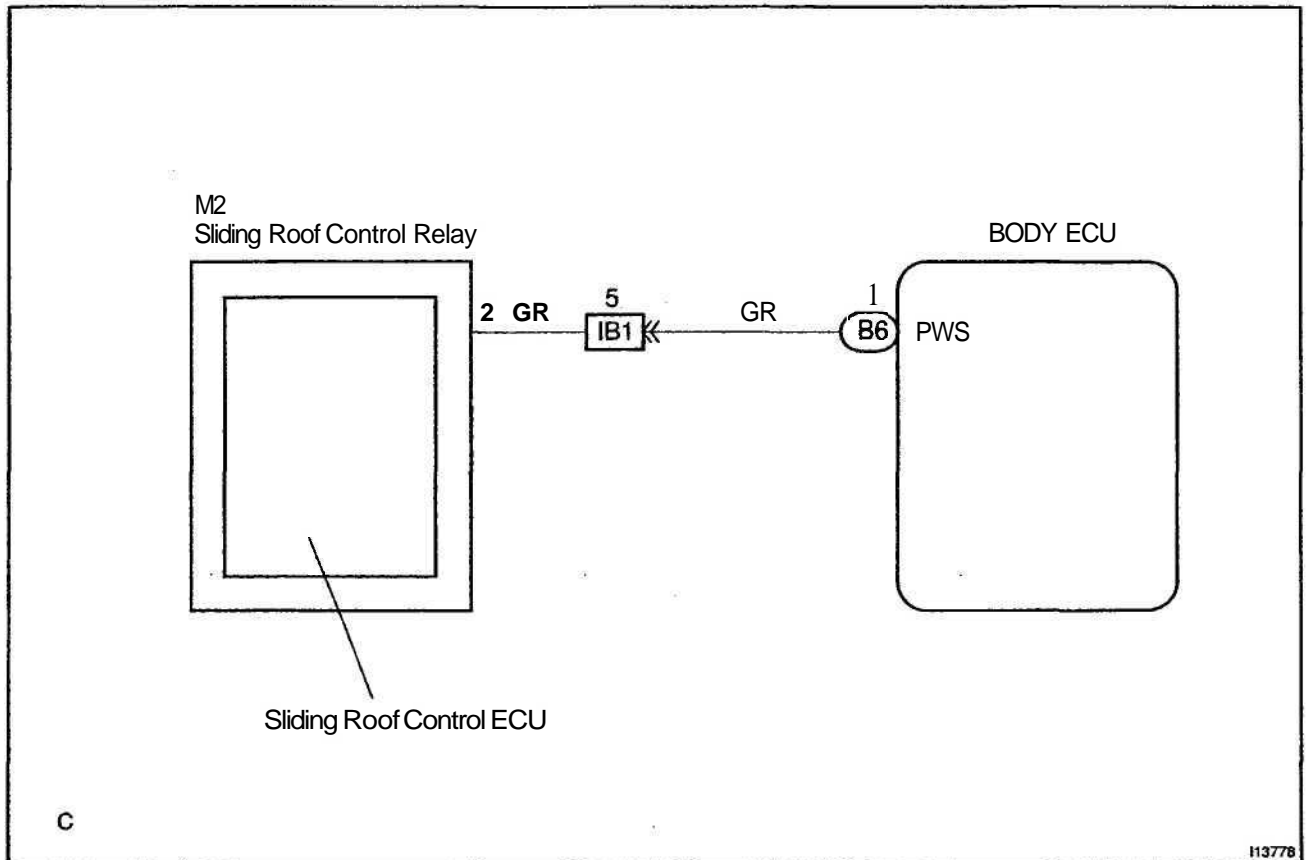 M2
Sliding Roof Control Relay
BODY ECU
2 GR
5
IB1
GR
1
B6
PWS
Sliding Roof Control ECU
C
I13778